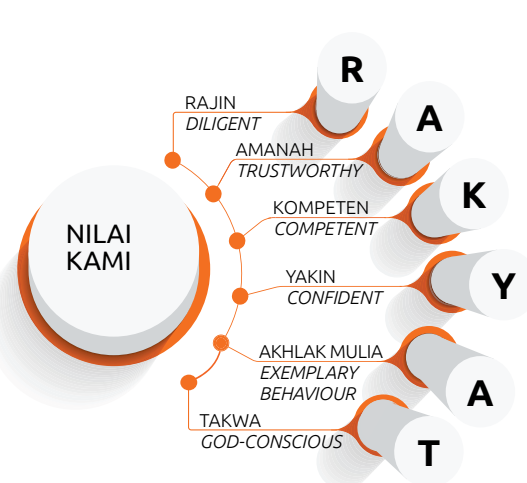 NILAI
KAMI
RAJIN
DILIGENT
R
AMANAH
TRUSTWORTHY
A
KOMPETEN
COMPETENT
K
YAKIN
CONFIDENT
Y
AKHLAK MULIA
EXEMPLARY
BEHAVIOUR
A
TAKWA
GOD-CONSCIOUS
T